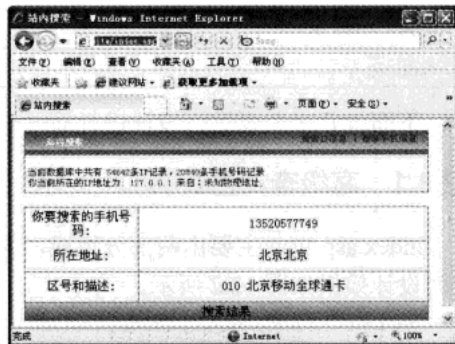 站内搜索 - Windows Internet Explorer
Bing
文件(F) 编辑(E) 查看(V) 收藏夹(A) 工具(T) 帮助(H)
收藏夹 建议网站 获取更多加载项
站内搜索 页面(P) 安全(S)
站内搜索
当前数据库中共有 54642条IP记录,20849条手机号码记录
你当前所在的IP地址为: 127.0.0.1 来自:未知物理地址
你要搜索的手机号码: 13520577749
所在地址: 北京北京
区号和描述: 010 北京移动全球通卡
搜索结果
完成 Internet 100%